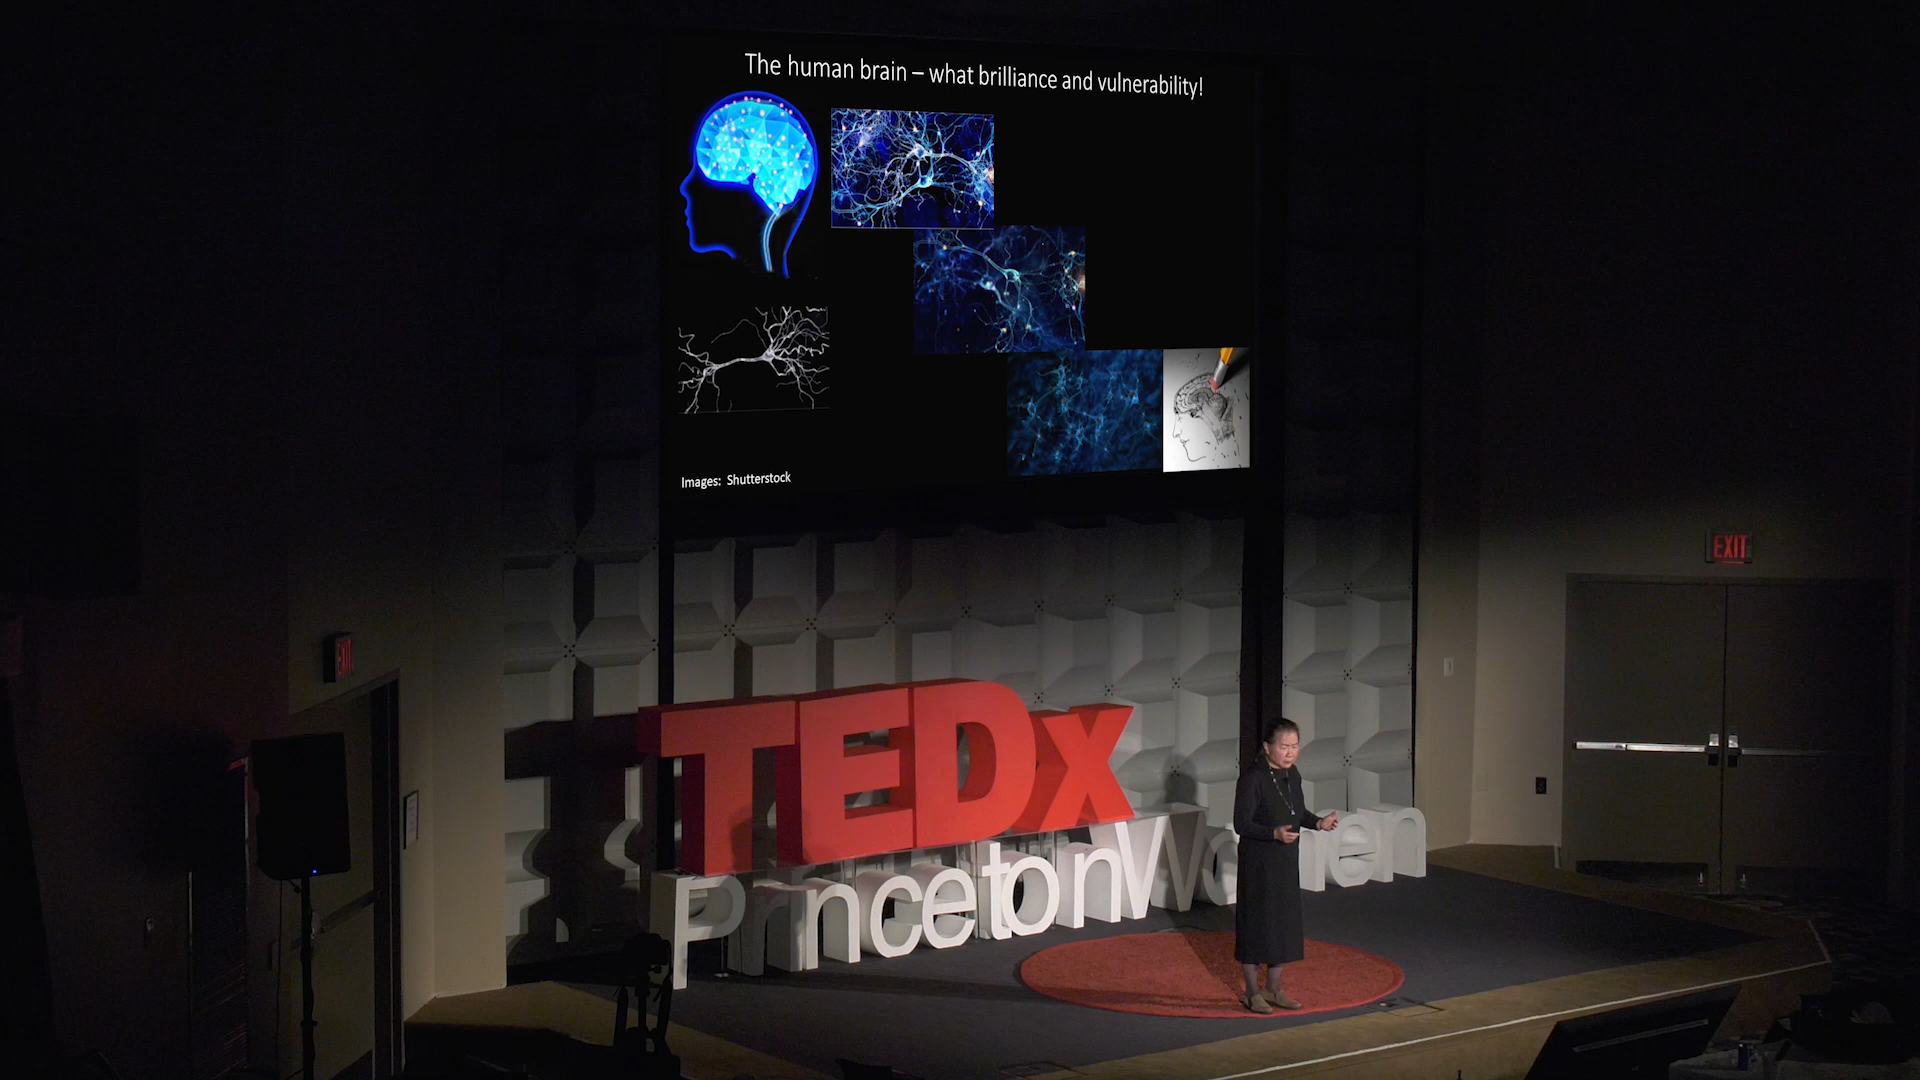 The human brain – what brilliance and vulnerability!
Images: Shutterstock
EXIT
EXIT
TEDx
PrincetonWomen